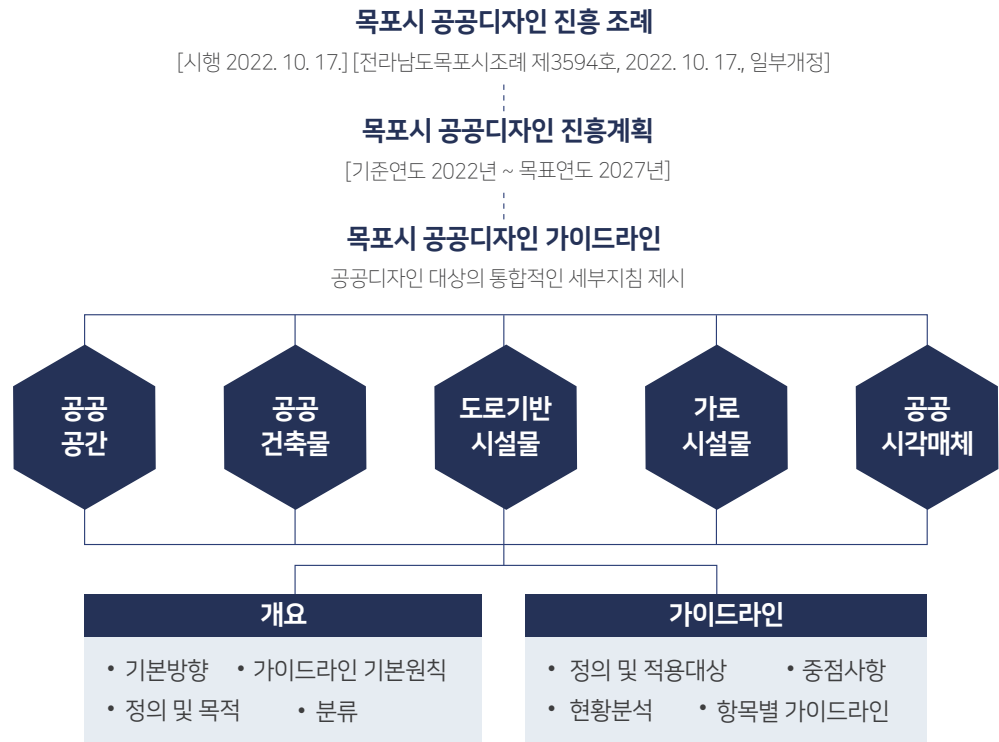 목포시 공공디자인 진흥 조례
[시행 2022. 10. 17.] [전라남도목포시조례 제3594호, 2022. 10. 17., 일부개정]
목포시 공공디자인 진흥계획
[기준연도 2022년 ~ 목표연도 2027년]
목포시 공공디자인 가이드라인
공공디자인 대상의 통합적인 세부지침 제시
공공
공간
공공
건축물
도로기반
시설물
가로
시설물
공공
시각매체
개요
• 기본방향 • 가이드라인 기본원칙
• 정의 및 목적 • 분류
가이드라인
• 정의 및 적용대상 • 중점사항
• 현황분석 • 항목별 가이드라인